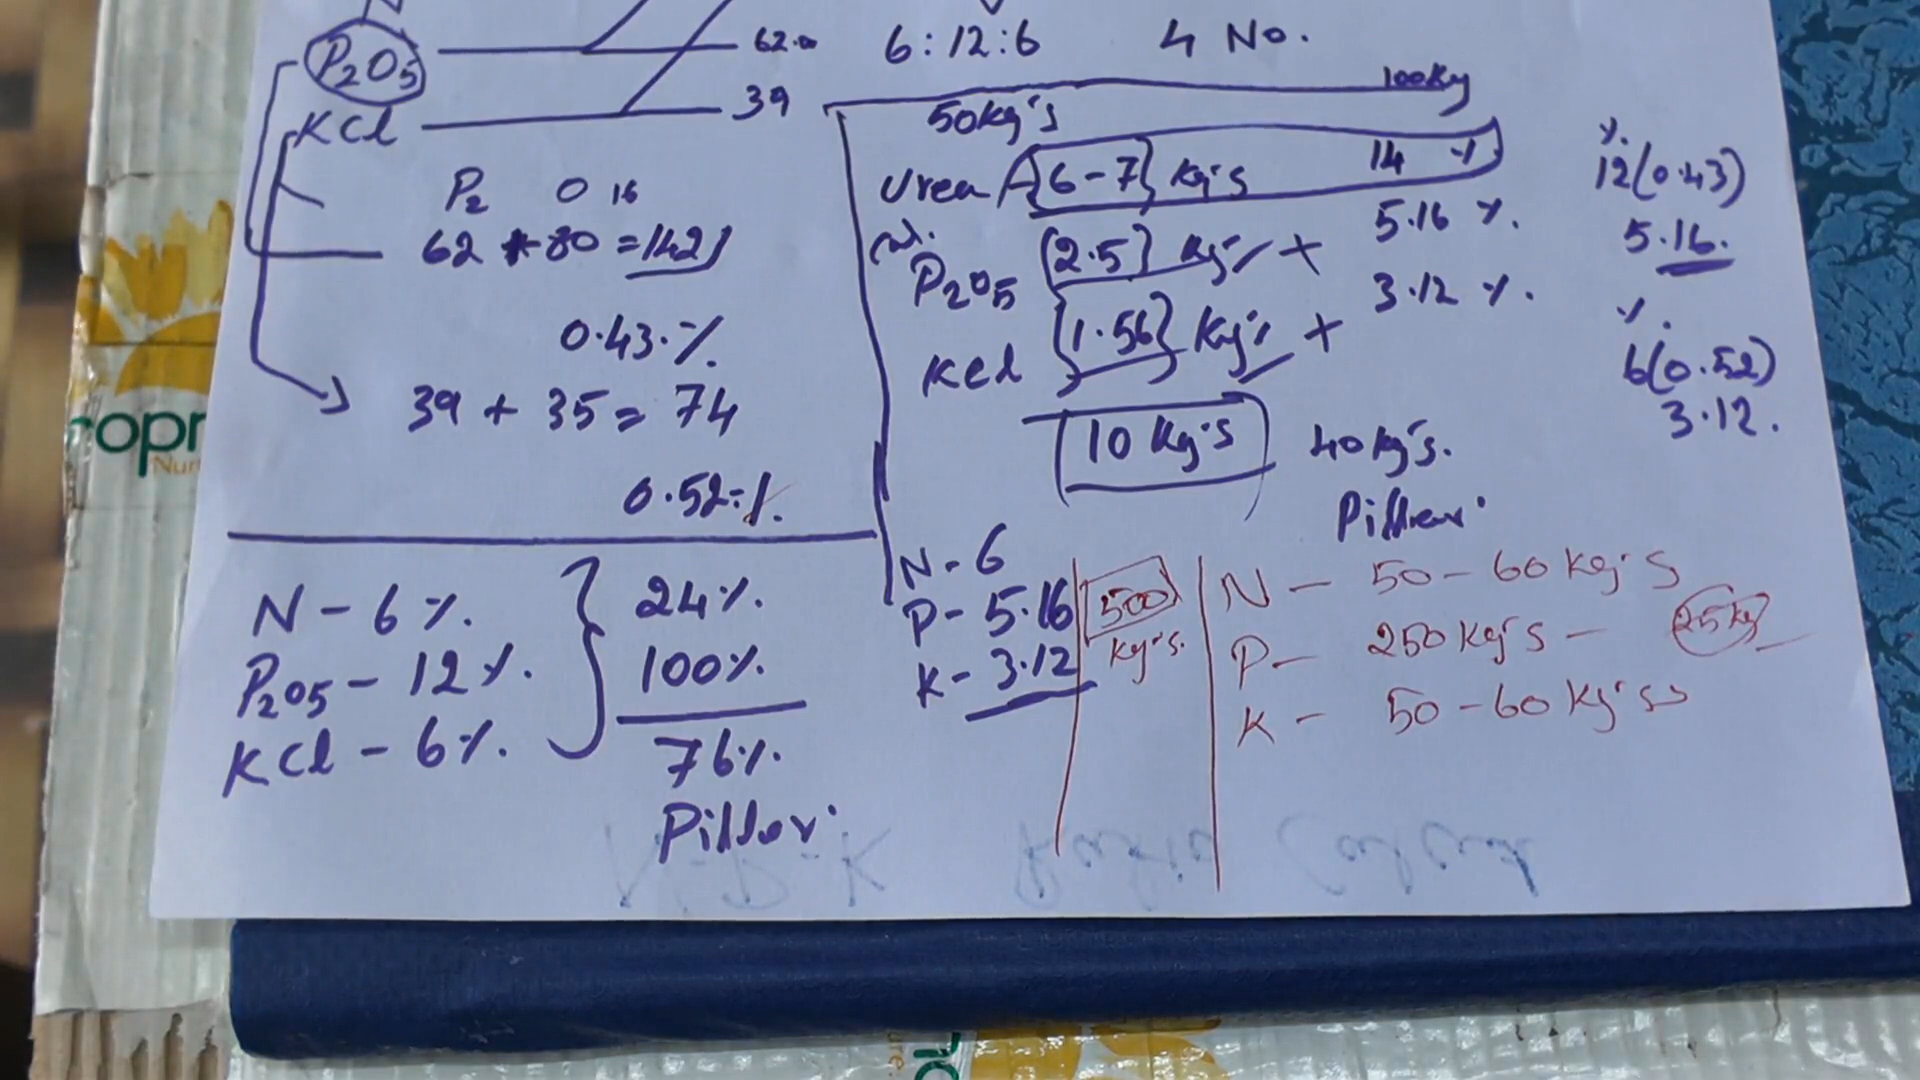 P2O5 62.0 6:12:6 4 No.
KCl 39
50Kg's 100Kg
P2 O 16
62 + 80 = 142
0.43.%
39 + 35 = 74
0.52%.
N - 6 %.
P2O5 - 12 %.
KCl - 6 %.
24 %.
100 %.
76 %.
Urea 6-7 Kg's 14 %
P2O5 2.5 Kg's + 5.16 %.
KCl 1.56 Kg's + 3.12 %.
10 Kg's 40 Kg's.
%.
12(0.43)
5.16.
%.
6(0.52)
3.12.
N - 6
P - 5.16
K - 3.12
500
Kg's.
N - 50-60 Kg's
P - 250 Kg's - 25 Kg
K - 50-60 Kg's
ropr
Nur